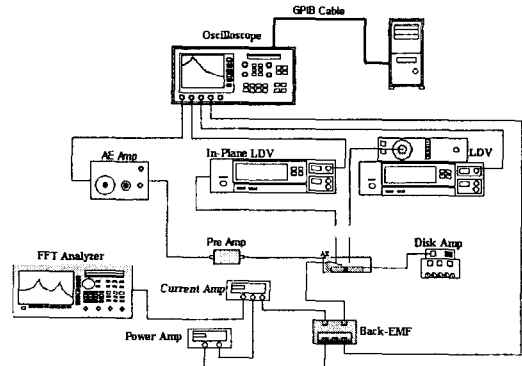 GPIB Cable
Oscilloscope
In-Plane LDV
LDV
AE Amp
Pre Amp
AE
Disk Amp
FFT Analyzer
Current Amp
Power Amp
Back-EMF